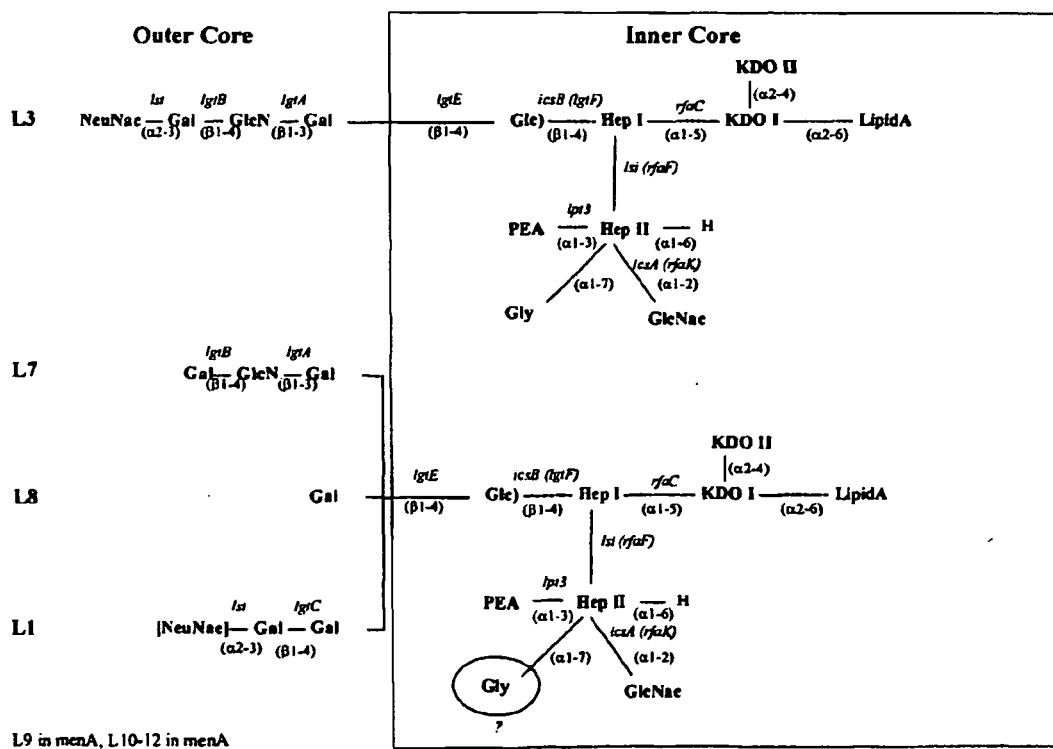 Outer Core
Inner Core
KDO II
(α2-4)
L3
NeuNac
lst
(α2-3)
Gal
lgtB
(β1-4)
GlcN
lgtA
(β1-3)
Gal
lgtE
(β1-4)
Glc)
icsB (lgtF)
(β1-4)
Hep I
rfaC
(α1-5)
KDO I
(α2-6)
LipidA
lsi (rfaF)
PEA
lpt3
(α1-3)
Hep II
(α1-6)
H
icsA (rfaK)
(α1-7)
(α1-2)
Gly
GlcNac
L7
Gal
lgtB
(β1-4)
GlcN
lgtA
(β1-3)
Gal
KDO II
(α2-4)
L8
Gal
lgtE
(β1-4)
Glc)
icsB (lgtF)
(β1-4)
Hep I
rfaC
(α1-5)
KDO I
(α2-6)
LipidA
lsi (rfaF)
PEA
lpt3
(α1-3)
Hep II
(α1-6)
H
icsA (rfaK)
(α1-7)
(α1-2)
L1
[NeuNac]
lst
(α2-3)
Gal
lgtC
(β1-4)
Gal
Gly
?
GlcNac
L9 in menA, L10-12 in menA